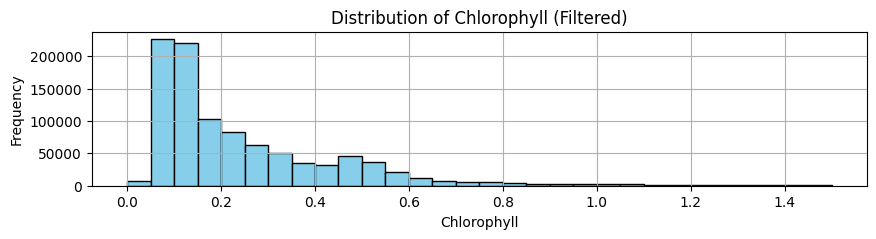 Distribution of Chlorophyll (Filtered)
200000
150000
100000
50000
0
Frequency
0.0 0.2 0.4 0.6 0.8 1.0 1.2 1.4
Chlorophyll